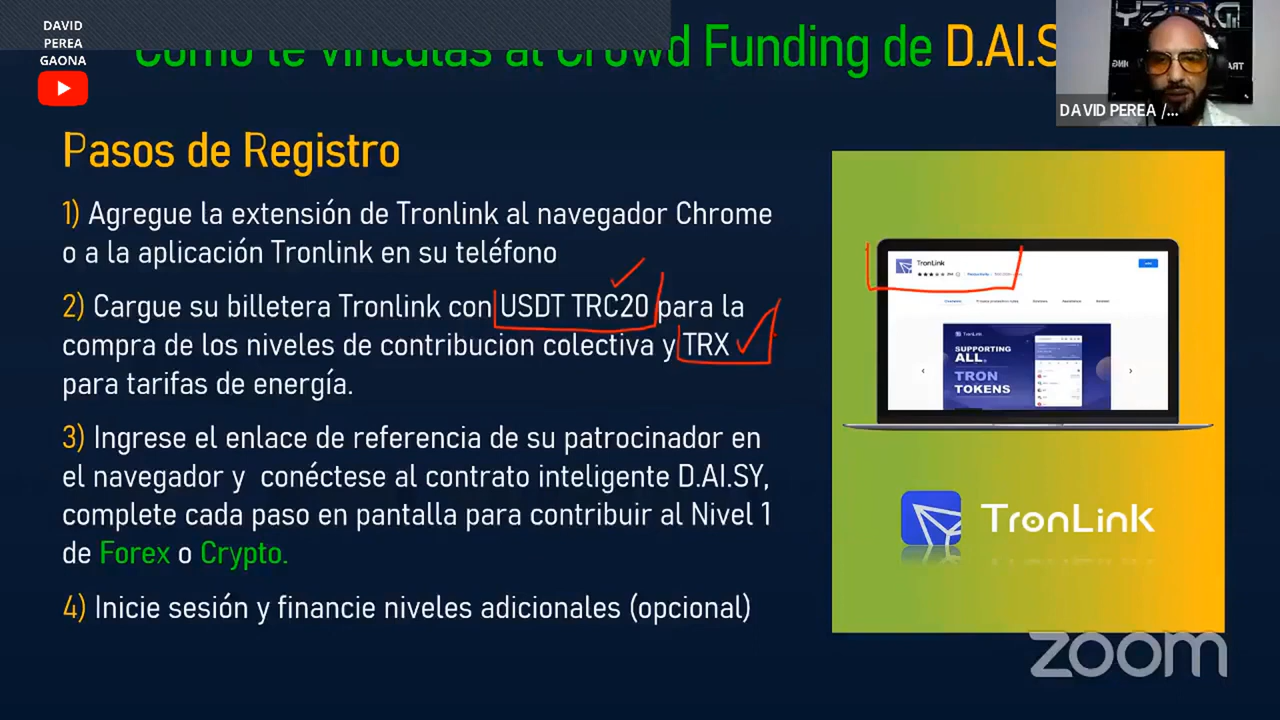 DAVID
PEREA
GAONA
Como te vinculas al Crowd Funding de D.AI.S
DAVID PEREA /...
Pasos de Registro
1) Agregue la extensión de Tronlink al navegador Chrome
o a la aplicación Tronlink en su teléfono
2) Cargue su billetera Tronlink con USDT TRC20 para la
compra de los niveles de contribucion colectiva y TRX
para tarifas de energía.
3) Ingrese el enlace de referencia de su patrocinador en
el navegador y conéctese al contrato inteligente D.AI.SY,
complete cada paso en pantalla para contribuir al Nivel 1
de Forex o Crypto.
4) Inicie sesión y financie niveles adicionales (opcional)
TronLink
TronLink
SUPPORTING
ALL
TRON
TOKENS
TronLink
zoom